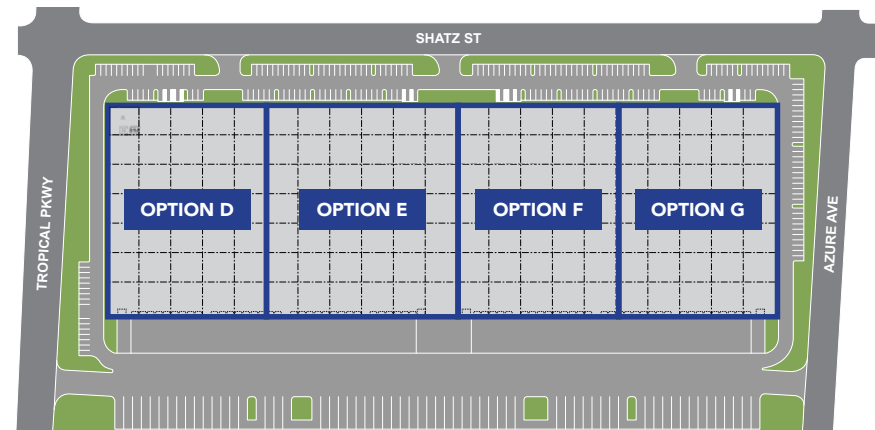 SHATZ ST
TROPICAL PKWY
OPTION D
OPTION E
OPTION F
OPTION G
AZURE AVE